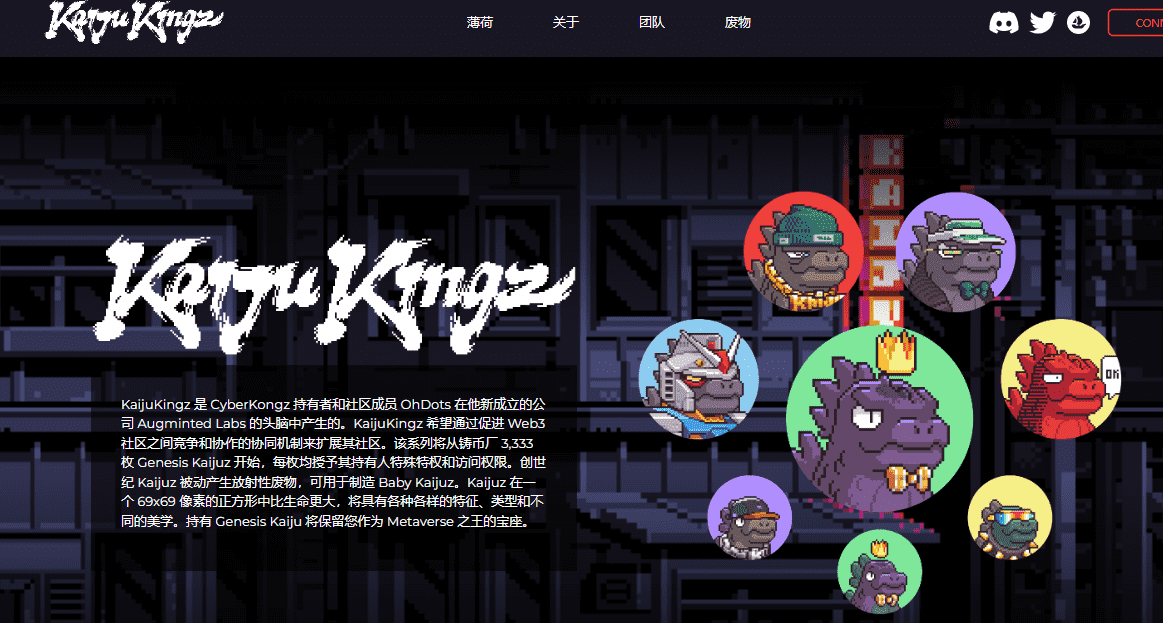 Kaiju Kingz
薄荷
关于
团队
废物
CONN
KAIJU
Kaiju Kingz
OK
KaijuKingz 是 CyberKongz 持有者和社区成员 OhDots 在他新成立的公
司 Augminted Labs 的头脑中产生的。KaijuKingz 希望通过促进 Web3
社区之间竞争和协作的协同机制来扩展其社区。该系列将从铸币厂 3,333
枚 Genesis Kaijuz 开始，每枚均授予其持有人特殊特权和访问权限。创世
纪 Kaijuz 被动产生放射性废物，可用于制造 Baby Kaijuz。Kaijuz 在一
个 69x69 像素的正方形中比生命更大，将具有各种各样的特征、类型和不
同的美学。持有 Genesis Kaiju 将保留您作为 Metaverse 之王的宝座。